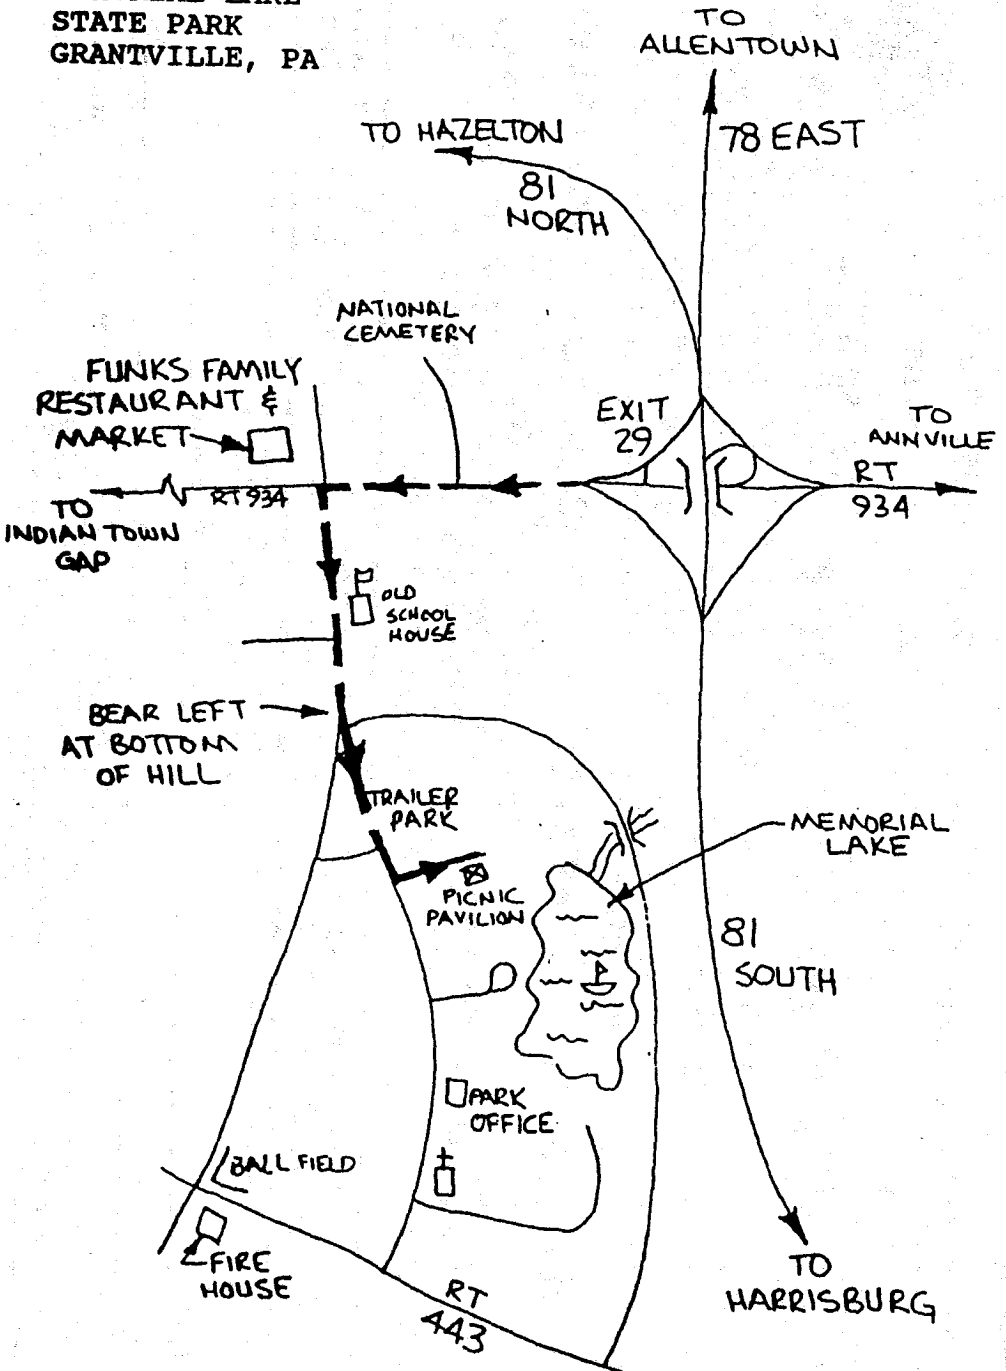 STATE PARK
GRANTVILLE, PA
TO
ALLENTOWN
TO HAZELTON
78 EAST
81
NORTH
NATIONAL
CEMETERY
FUNKS FAMILY
RESTAURANT &
MARKET
EXIT
29
TO
ANNVILLE
RT
934
RT 934
TO
INDIAN TOWN
GAP
OLD
SCHOOL
HOUSE
BEAR LEFT
AT BOTTOM
OF HILL
TRAILER
PARK
MEMORIAL
LAKE
PICNIC
PAVILION
81
SOUTH
PARK
OFFICE
BALL FIELD
FIRE
HOUSE
RT
443
TO
HARRISBURG